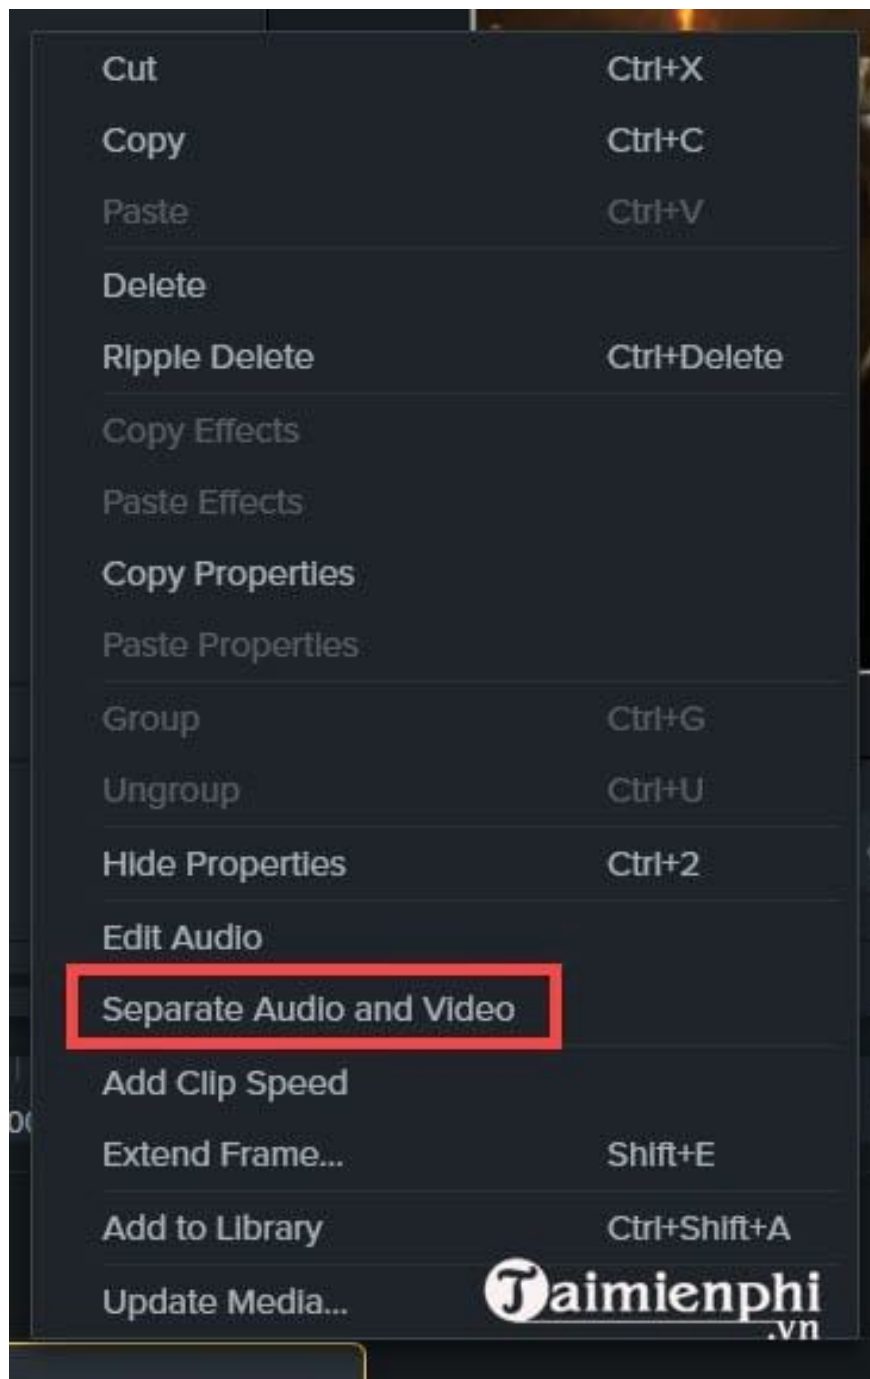 Cut Ctrl+X
Copy Ctrl+C
Paste Ctrl+V
Delete
Ripple Delete Ctrl+Delete
Copy Effects
Paste Effects
Copy Properties
Paste Properties
Group Ctrl+G
Ungroup Ctrl+U
Hide Properties Ctrl+2
Edit Audio
Separate Audio and Video
Add Clip Speed
00
Extend Frame... Shift+E
Add to Library Ctrl+Shift+A
Update Media...
Taimienphi
.vn